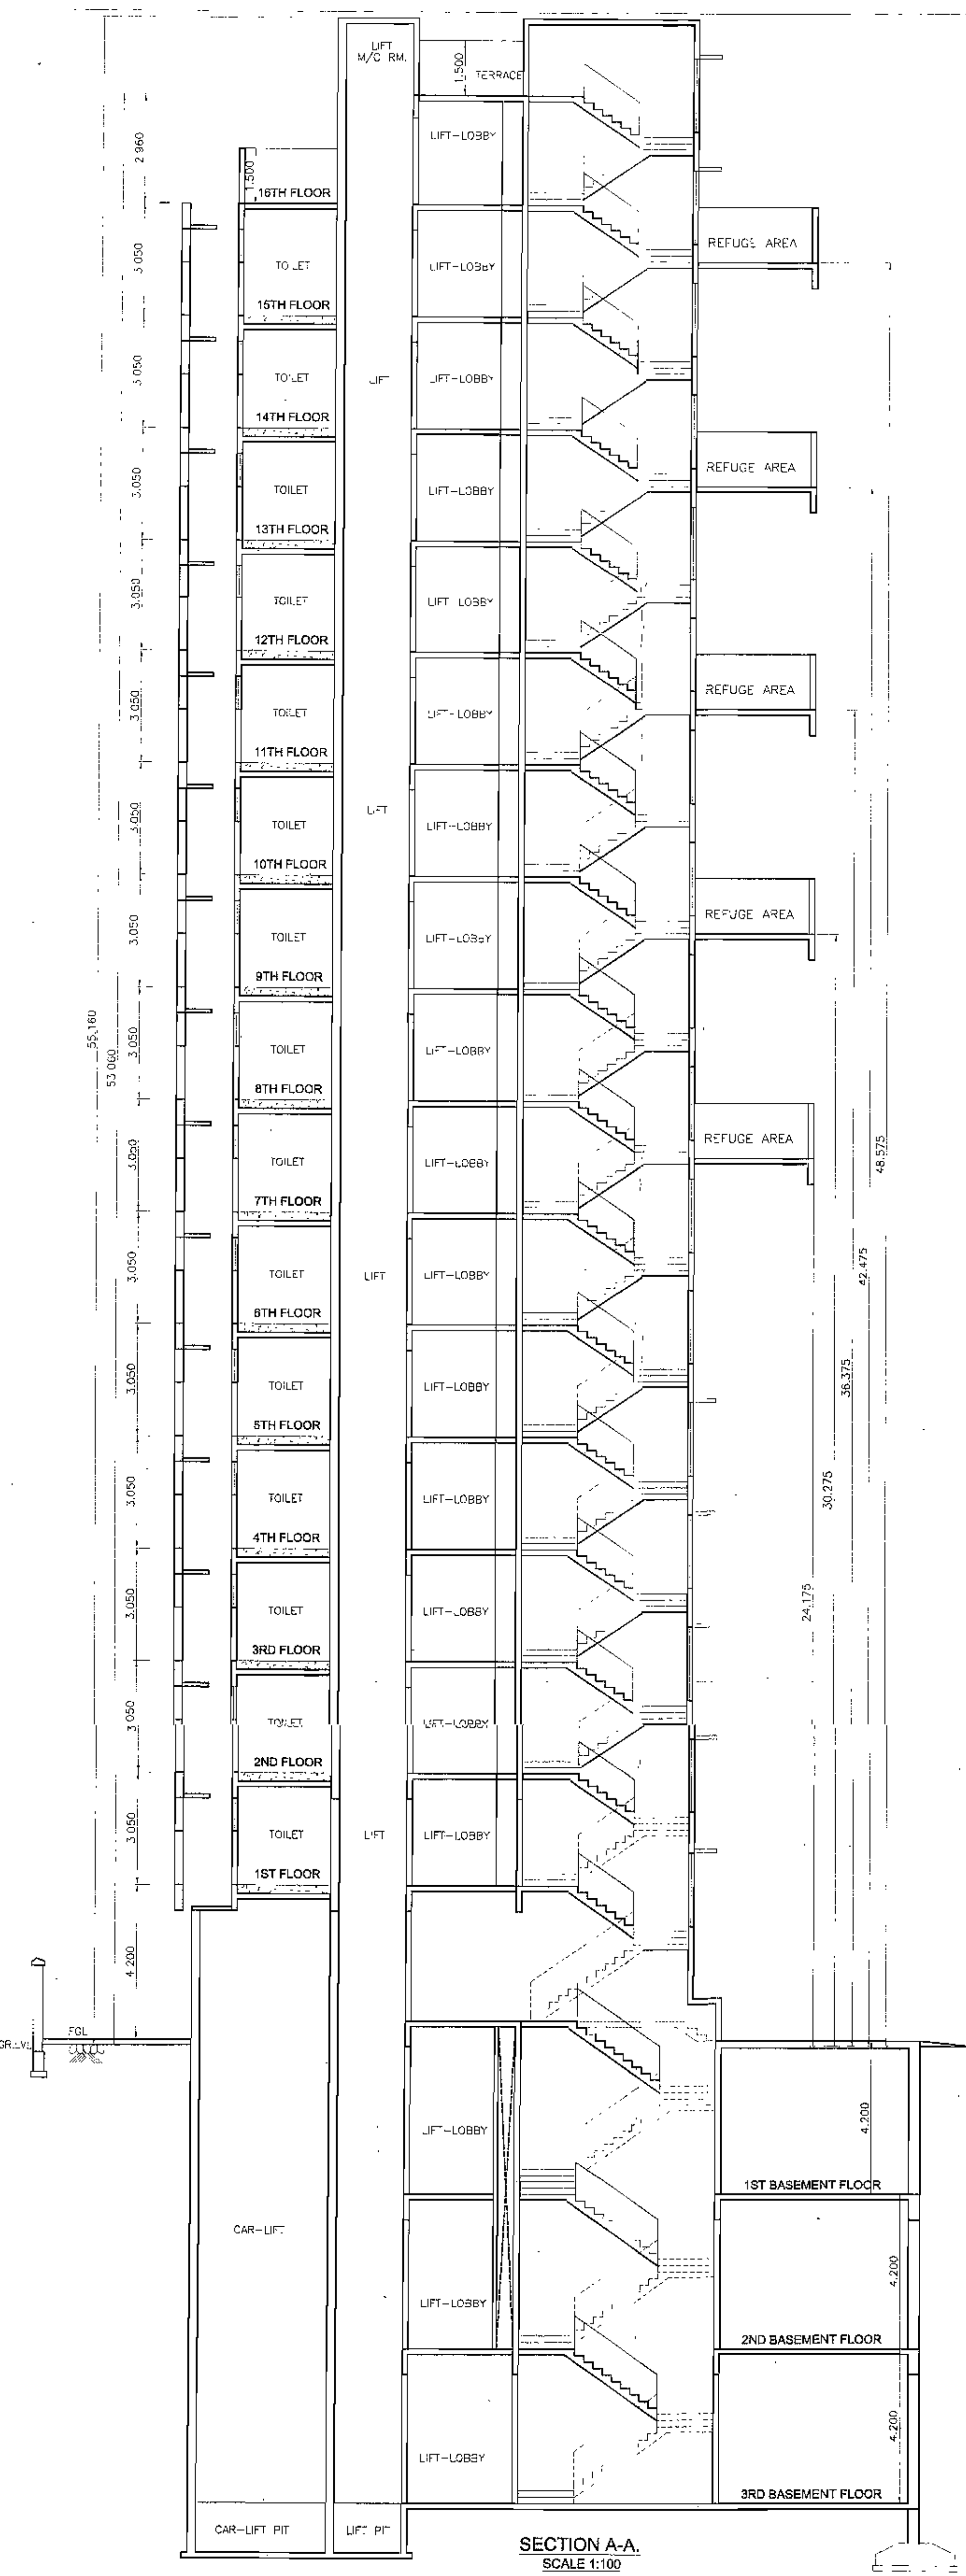 LIFT
M/C RM.
1.500
TERRACE
LIFT-LOBBY
2.960
1.500
16TH FLOOR
3.050
TOILET
LIFT-LOBBY
REFUGE AREA
15TH FLOOR
3.050
TOILET
LIFT
LIFT-LOBBY
14TH FLOOR
3.050
TOILET
LIFT-LOBBY
REFUGE AREA
13TH FLOOR
3.050
TOILET
LIFT LOBBY
12TH FLOOR
3.050
TOILET
LIFT-LOBBY
REFUGE AREA
11TH FLOOR
3.050
TOILET
LIFT
LIFT-LOBBY
10TH FLOOR
3.050
TOILET
LIFT-LOBBY
REFUGE AREA
9TH FLOOR
55.160
53.060
3.050
TOILET
LIFT-LOBBY
8TH FLOOR
3.050
TOILET
LIFT-LOBBY
REFUGE AREA
48.575
7TH FLOOR
3.050
TOILET
LIFT
LIFT-LOBBY
42.475
6TH FLOOR
3.050
TOILET
LIFT-LOBBY
36.375
5TH FLOOR
3.050
TOILET
LIFT-LOBBY
30.275
4TH FLOOR
3.050
TOILET
LIFT-LOBBY
24.175
3RD FLOOR
3.050
TOILET
LIFT-LOBBY
2ND FLOOR
3.050
TOILET
LIFT
LIFT-LOBBY
1ST FLOOR
4.200
FGL
GR.LVL
LIFT-LOBBY
4.200
1ST BASEMENT FLOOR
CAR-LIFT
4.200
LIFT-LOBBY
2ND BASEMENT FLOOR
4.200
LIFT-LOBBY
3RD BASEMENT FLOOR
CAR-LIFT PIT
LIFT PIT
SECTION A-A.
SCALE 1:100